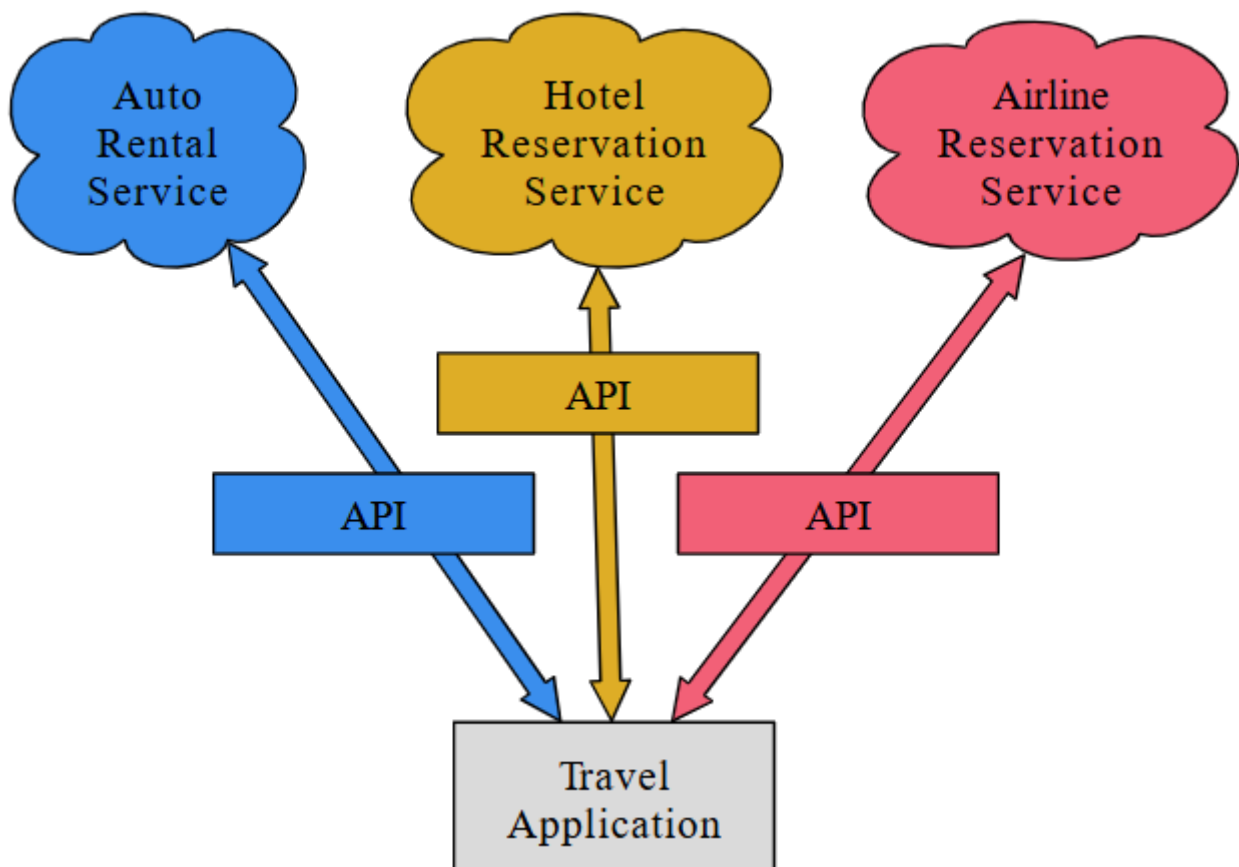 Auto
Rental
Service
Hotel
Reservation
Service
Airline
Reservation
Service
API
API
API
Travel
Application